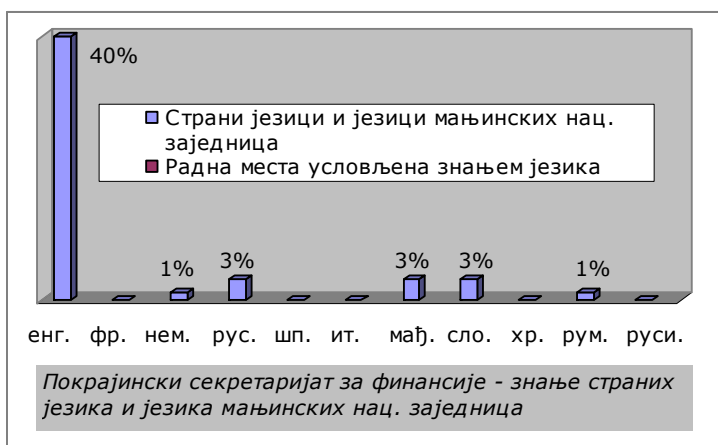 40%
Страни језици и језици мањинских нац.
заједница
Радна места условљена знањем језика
1%
3%
3%
3%
1%
енг. фр. нем. рус. шп. ит. мађ. сло. хр. рум. руси.
Покрајински секретаријат за финансије - знање страних
језика и језика мањинских нац. заједница